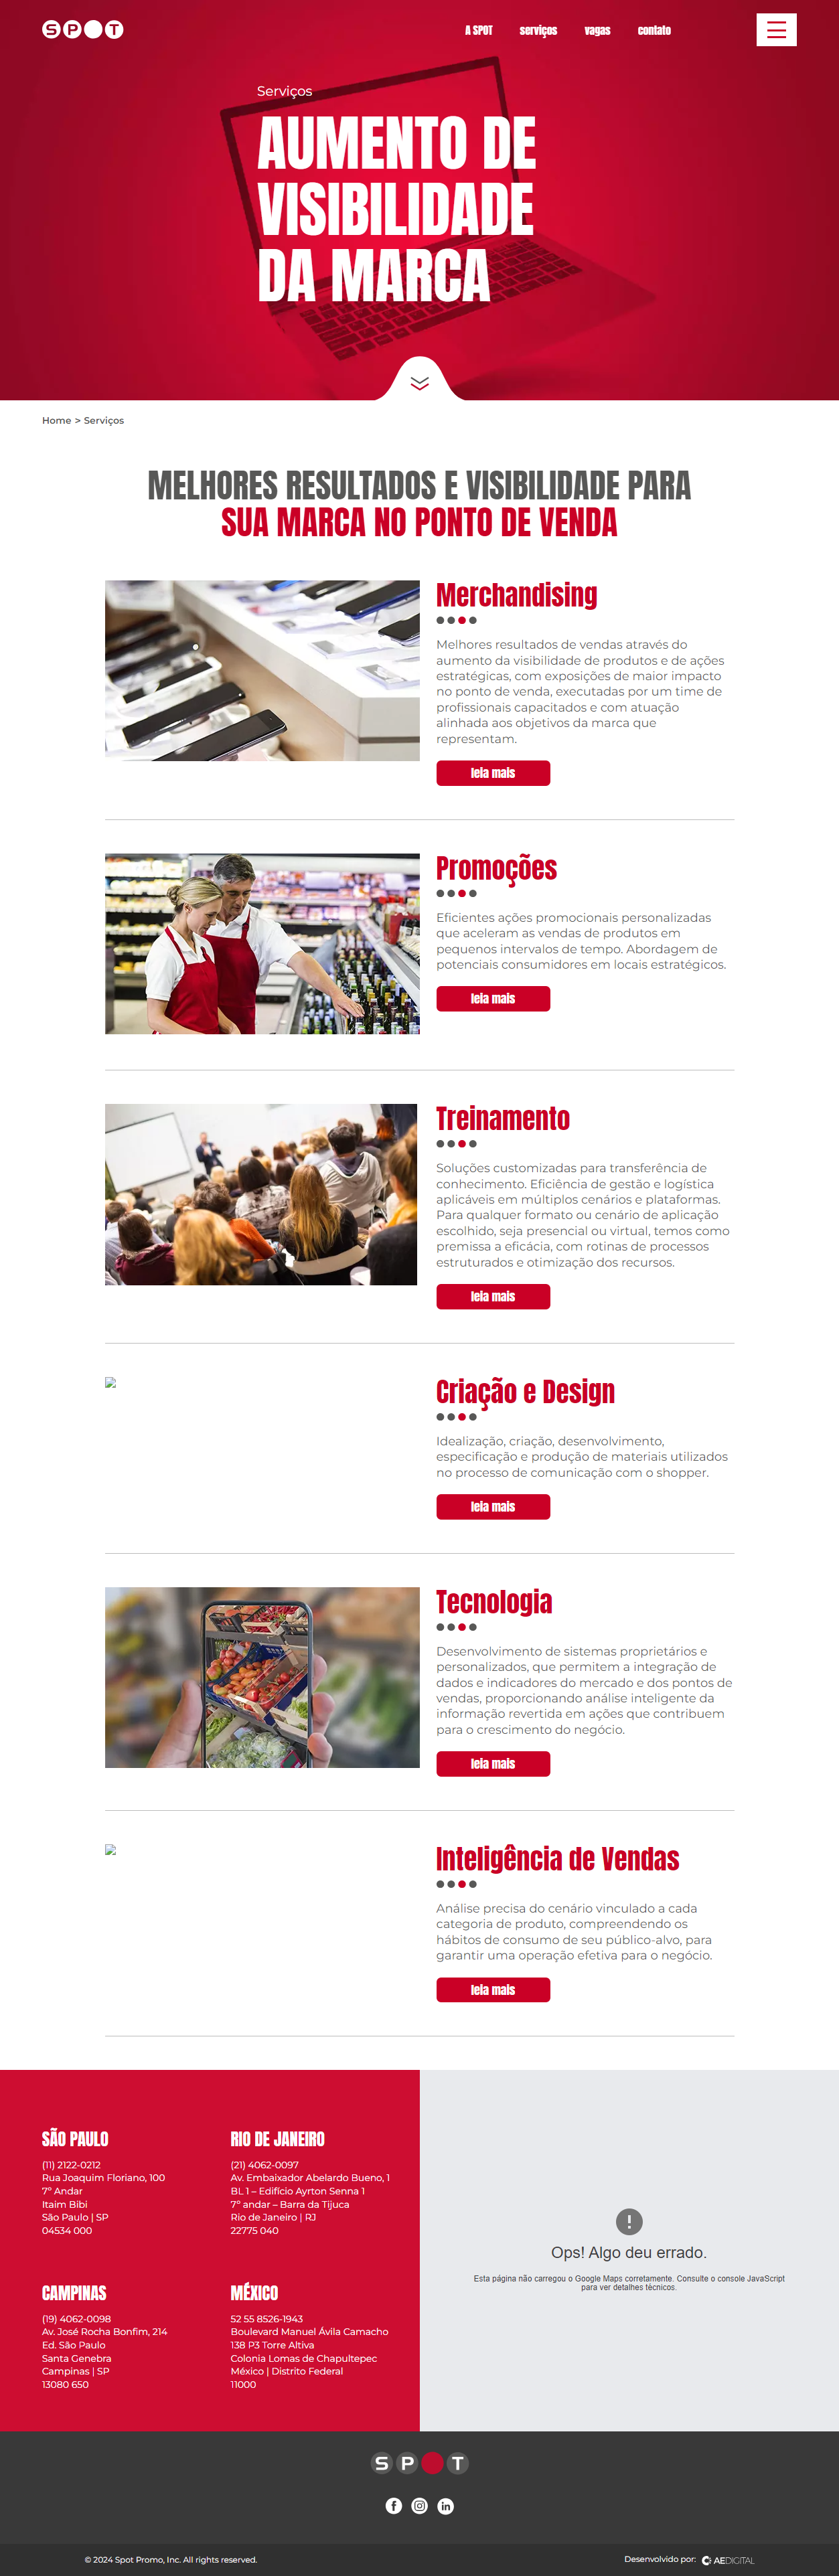 SPOT
A SPOT
serviços
vagas
contato
Serviços
AUMENTO DE
VISIBILIDADE
DA MARCA
Home > Serviços
MELHORES RESULTADOS E VISIBILIDADE PARA
SUA MARCA NO PONTO DE VENDA
Merchandising
Melhores resultados de vendas através do
aumento da visibilidade de produtos e de ações
estratégicas, com exposições de maior impacto
no ponto de venda, executadas por um time de
profissionais capacitados e com atuação
alinhada aos objetivos da marca que
representam.
leia mais
Promoções
Eficientes ações promocionais personalizadas
que aceleram as vendas de produtos em
pequenos intervalos de tempo. Abordagem de
potenciais consumidores em locais estratégicos.
leia mais
Treinamento
Soluções customizadas para transferência de
conhecimento. Eficiência de gestão e logística
aplicáveis em múltiplos cenários e plataformas.
Para qualquer formato ou cenário de aplicação
escolhido, seja presencial ou virtual, temos como
premissa a eficácia, com rotinas de processos
estruturados e otimização dos recursos.
leia mais
Criação e Design
Idealização, criação, desenvolvimento,
especificação e produção de materiais utilizados
no processo de comunicação com o shopper.
leia mais
Tecnologia
Desenvolvimento de sistemas proprietários e
personalizados, que permitem a integração de
dados e indicadores do mercado e dos pontos de
vendas, proporcionando análise inteligente da
informação revertida em ações que contribuem
para o crescimento do negócio.
leia mais
Inteligência de Vendas
Análise precisa do cenário vinculado a cada
categoria de produto, compreendendo os
hábitos de consumo de seu público-alvo, para
garantir uma operação efetiva para o negócio.
leia mais
SÃO PAULO
(11) 2122-0212
Rua Joaquim Floriano, 100
7º Andar
Itaim Bibi
São Paulo | SP
04534 000
RIO DE JANEIRO
(21) 4062-0097
Av. Embaixador Abelardo Bueno, 1
BL 1 – Edifício Ayrton Senna 1
7º andar – Barra da Tijuca
Rio de Janeiro | RJ
22775 040
CAMPINAS
(19) 4062-0098
Av. José Rocha Bonfim, 214
Ed. São Paulo
Santa Genebra
Campinas | SP
13080 650
MÉXICO
52 55 8526-1943
Boulevard Manuel Ávila Camacho
138 P3 Torre Altiva
Colonia Lomas de Chapultepec
México | Distrito Federal
11000
Ops! Algo deu errado.
Esta página não carregou o Google Maps corretamente. Consulte o console JavaScript
para ver detalhes técnicos.
SPOT
© 2024 Spot Promo, Inc. All rights reserved.
Desenvolvido por: AEDIGITAL